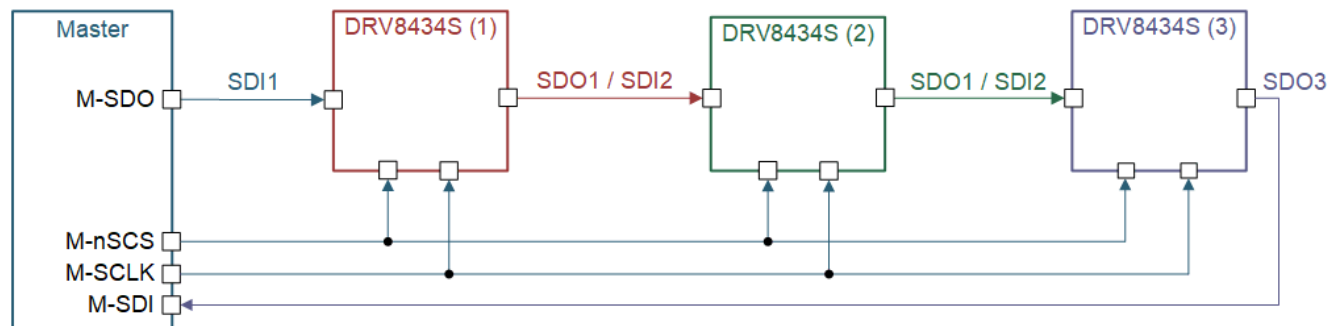 Master
DRV8434S (1)
DRV8434S (2)
DRV8434S (3)
M-SDO
SDI1
SDO1 / SDI2
SDO1 / SDI2
SDO3
M-nSCS
M-SCLK
M-SDI